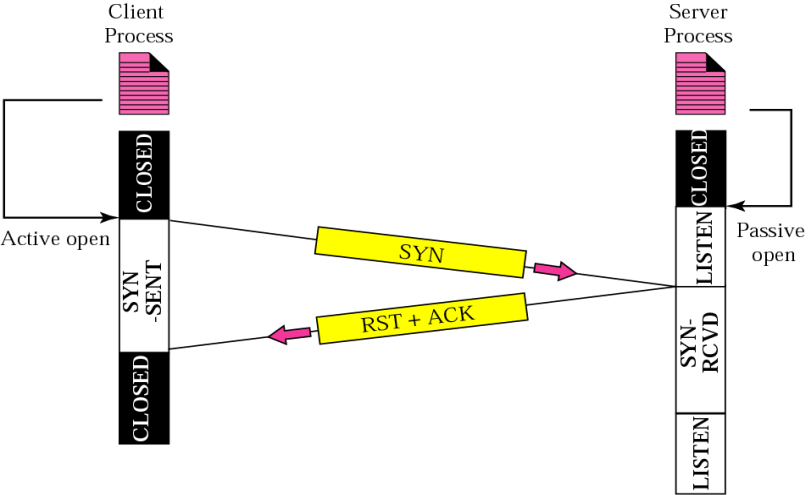 Client
Process
Server
Process
CLOSED
CLOSED
Active open
Passive
open
SYN
LISTEN
SYN
-SENT
RST + ACK
SYN-
RCVD
CLOSED
LISTEN